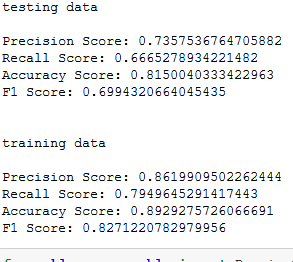 testing data
Precision Score: 0.7357536764705882
Recall Score: 0.6665278934221482
Accuracy Score: 0.8150040333422963
F1 Score: 0.6994320664045435
training data
Precision Score: 0.8619909502262444
Recall Score: 0.7949645291417443
Accuracy Score: 0.8929275726066691
F1 Score: 0.8271220782979956